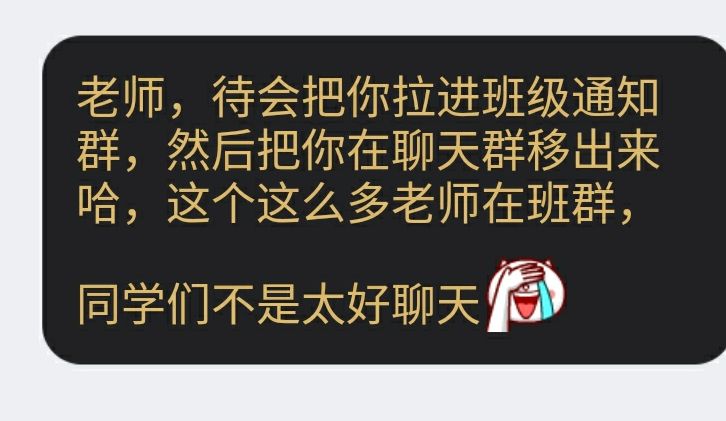 老师，待会把你拉进班级通知
群，然后把你在聊天群移出来
哈，这个这么多老师在班群，
同学们不是太好聊天